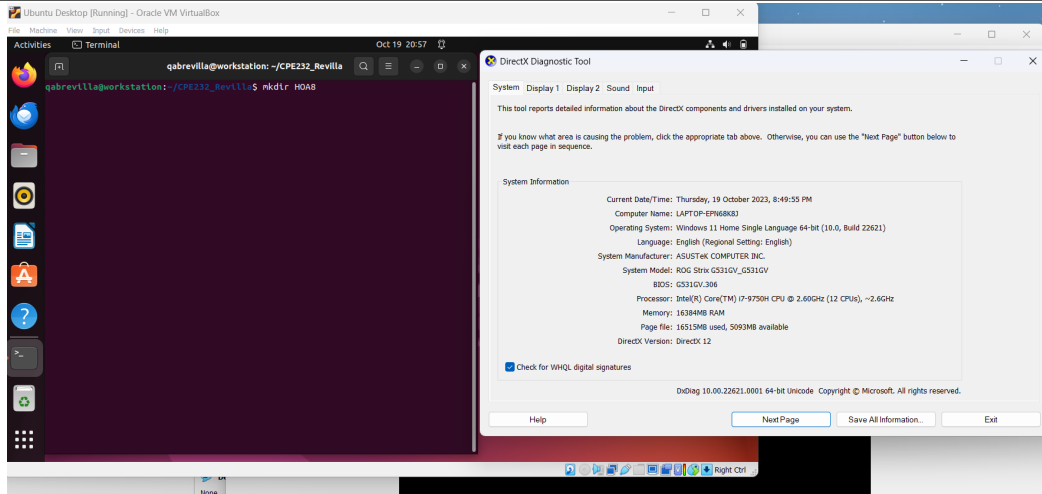 Ubuntu Desktop [Running] - Oracle VM VirtualBox
File Machine View Input Devices Help
Activities Terminal Oct 19 20:57
qabrevilla@workstation: ~/CPE232_Revilla
qabrevilla@workstation:~/CPE232_Revilla$ mkdir HOA8
DirectX Diagnostic Tool
System Display 1 Display 2 Sound Input
This tool reports detailed information about the DirectX components and drivers installed on your system.
If you know what area is causing the problem, click the appropriate tab above. Otherwise, you can use the "Next Page" button below to
visit each page in sequence.
System Information
Current Date/Time: Thursday, 19 October 2023, 8:49:55 PM
Computer Name: LAPTOP-EPN68K8J
Operating System: Windows 11 Home Single Language 64-bit (10.0, Build 22621)
Language: English (Regional Setting: English)
System Manufacturer: ASUSTeK COMPUTER INC.
System Model: ROG Strix G531GV_G531GV
BIOS: G531GV.306
Processor: Intel(R) Core(TM) i7-9750H CPU @ 2.60GHz (12 CPUs), ~2.6GHz
Memory: 16384MB RAM
Page file: 16515MB used, 5093MB available
DirectX Version: DirectX 12
Check for WHQL digital signatures
DxDiag 10.00.22621.0001 64-bit Unicode Copyright © Microsoft. All rights reserved.
Help Next Page Save All Information... Exit
Right Ctrl
None